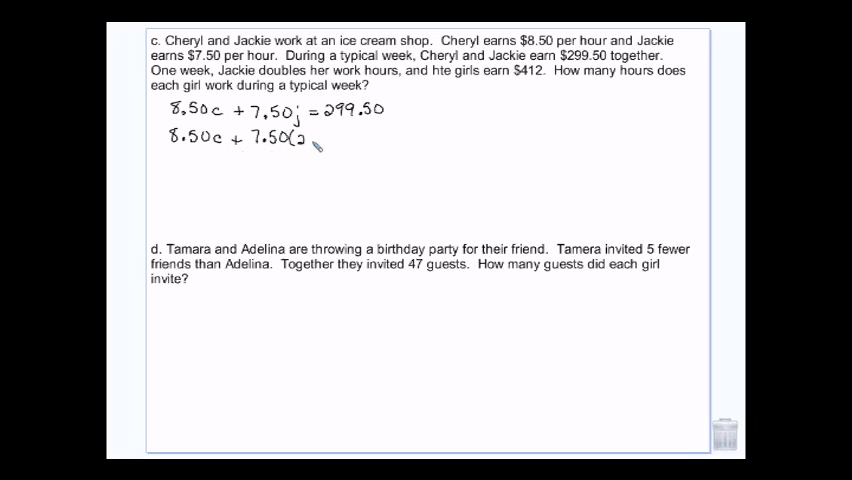 c. Cheryl and Jackie work at an ice cream shop. Cheryl earns $8.50 per hour and Jackie
earns $7.50 per hour. During a typical week, Cheryl and Jackie earn $299.50 together.
One week, Jackie doubles her work hours, and hte girls earn $412. How many hours does
each girl work during a typical week?
8.50c + 7.50j = 299.50
8.50c + 7.50(2
d. Tamara and Adelina are throwing a birthday party for their friend. Tamera invited 5 fewer
friends than Adelina. Together they invited 47 guests. How many guests did each girl
invite?